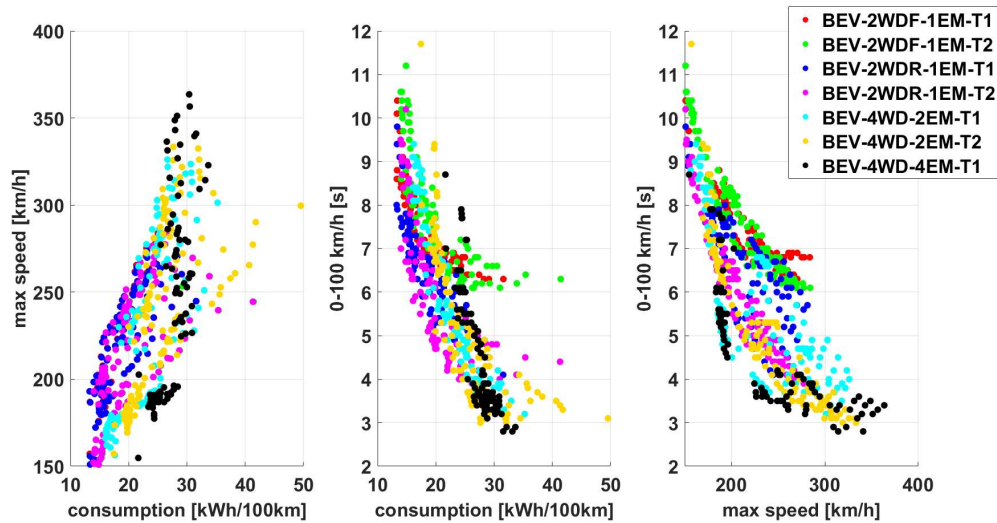 BEV-2WDF-1EM-T1
BEV-2WDF-1EM-T2
BEV-2WDR-1EM-T1
BEV-2WDR-1EM-T2
BEV-4WD-2EM-T1
BEV-4WD-2EM-T2
BEV-4WD-4EM-T1
max speed [km/h]
400
350
300
250
200
150
10 20 30 40 50
consumption [kWh/100km]
0-100 km/h [s]
12
11
10
9
8
7
6
5
4
3
2
10 20 30 40 50
consumption [kWh/100km]
0-100 km/h [s]
12
11
10
9
8
7
6
5
4
3
2
200 300 400
max speed [km/h]